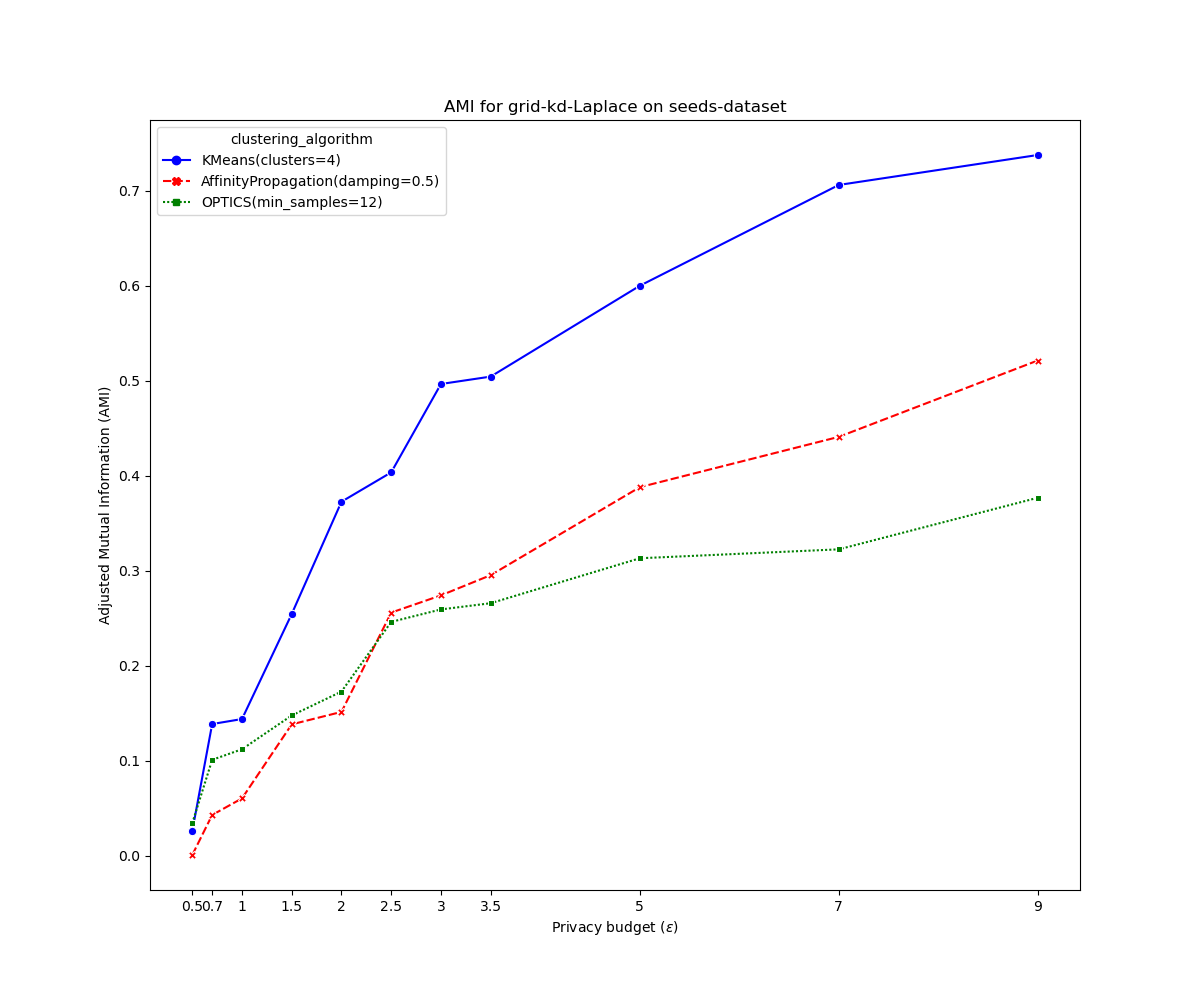 AMI for grid-kd-Laplace on seeds-dataset
clustering_algorithm
KMeans(clusters=4)
AffinityPropagation(damping=0.5)
OPTICS(min_samples=12)
Adjusted Mutual Information (AMI)
0.7
0.6
0.5
0.4
0.3
0.2
0.1
0.0
0.5 0.7 1 1.5 2 2.5 3 3.5 5 7 9
Privacy budget (ε)